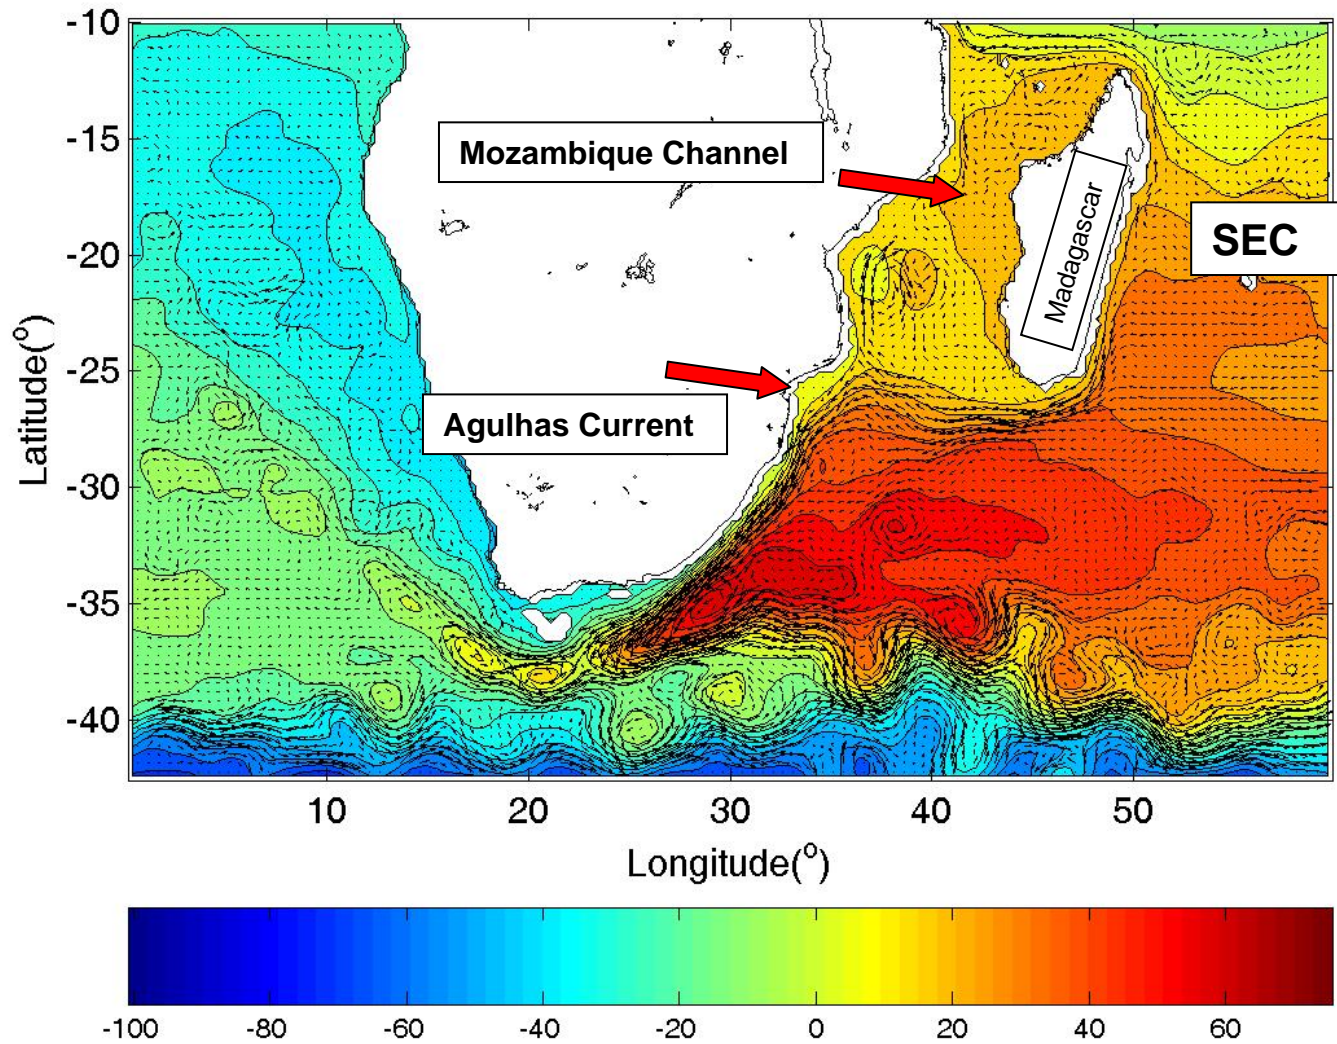 -10
-15
-20
-25
-30
-35
-40
Latitude(o)
Mozambique Channel
Madagascar
SEC
Agulhas Current
10 20 30 40 50
Longitude(o)
-100 -80 -60 -40 -20 0 20 40 60